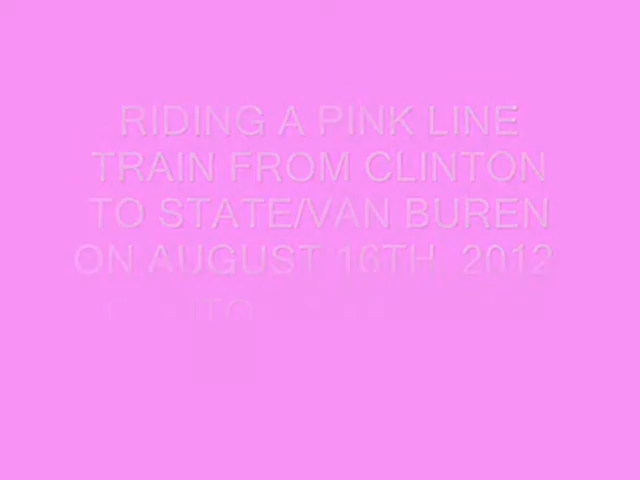 RIDING A PINK LINE
TRAIN FROM CLINTON
TO STATE/VAN BUREN
ON AUGUST 16TH, 2012